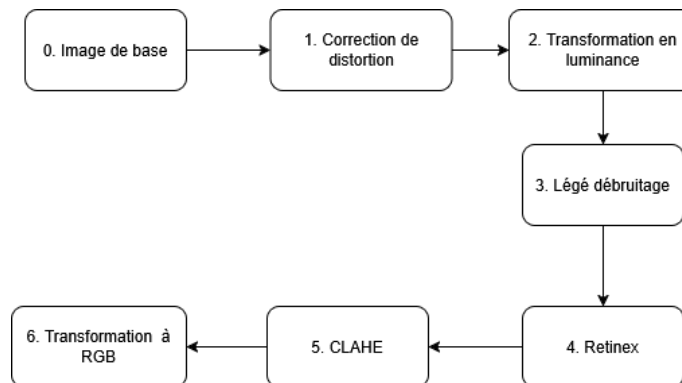 0. Image de base
1. Correction de
distortion
2. Transformation en
luminance
3. Légé débruitage
4. Retinex
5. CLAHE
6. Transformation à
RGB